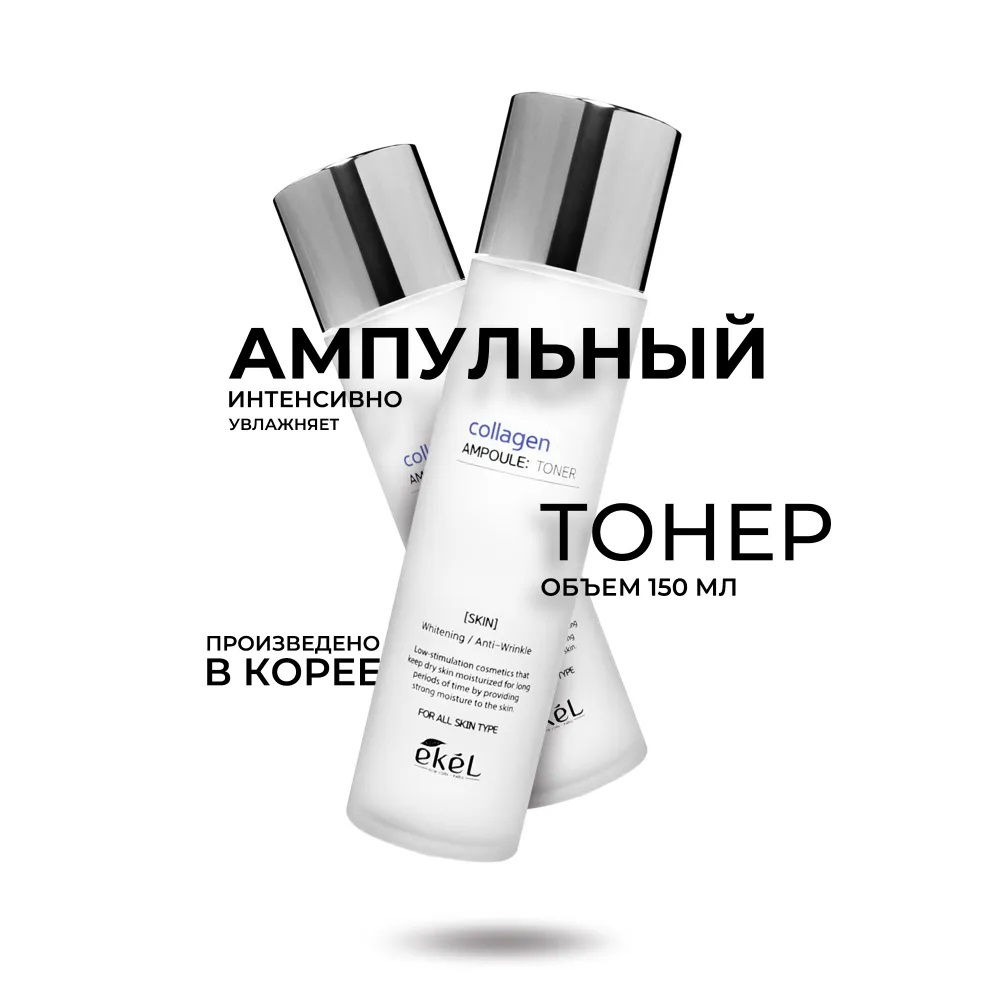 АМПУЛЬНЫЙ
ИНТЕНСИВНО
УВЛАЖНЯЕТ
collagen
AMPOULE: TONER
ТОНЕР
ОБЪЕМ 150 МЛ
[SKIN]
Whitening / Anti-Wrinkle
ПРОИЗВЕДЕНО
В КОРЕЕ
Low-stimulation cosmetics that
keep dry skin moisturized for long
periods of time by providing
strong moisture to the skin.
FOR ALL SKIN TYPE
ēkéL